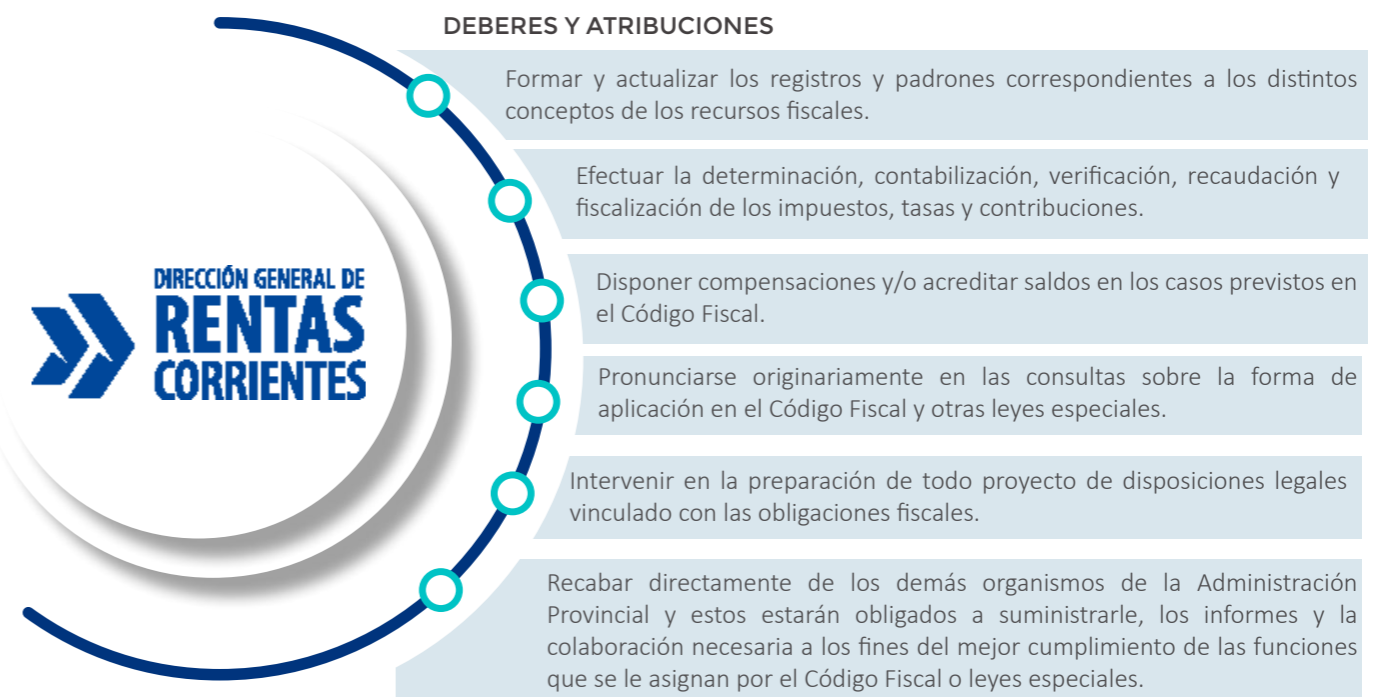 DEBERES Y ATRIBUCIONES
Formar y actualizar los registros y padrones correspondientes a los distintos
conceptos de los recursos fiscales.
Efectuar la determinación, contabilización, verificación, recaudación y
fiscalización de los impuestos, tasas y contribuciones.
DIRECCIÓN GENERAL DE
RENTAS
CORRIENTES
Disponer compensaciones y/o acreditar saldos en los casos previstos en
el Código Fiscal.
Pronunciarse originariamente en las consultas sobre la forma de
aplicación en el Código Fiscal y otras leyes especiales.
Intervenir en la preparación de todo proyecto de disposiciones legales
vinculado con las obligaciones fiscales.
Recabar directamente de los demás organismos de la Administración
Provincial y estos estarán obligados a suministrarle, los informes y la
colaboración necesaria a los fines del mejor cumplimiento de las funciones
que se le asignan por el Código Fiscal o leyes especiales.